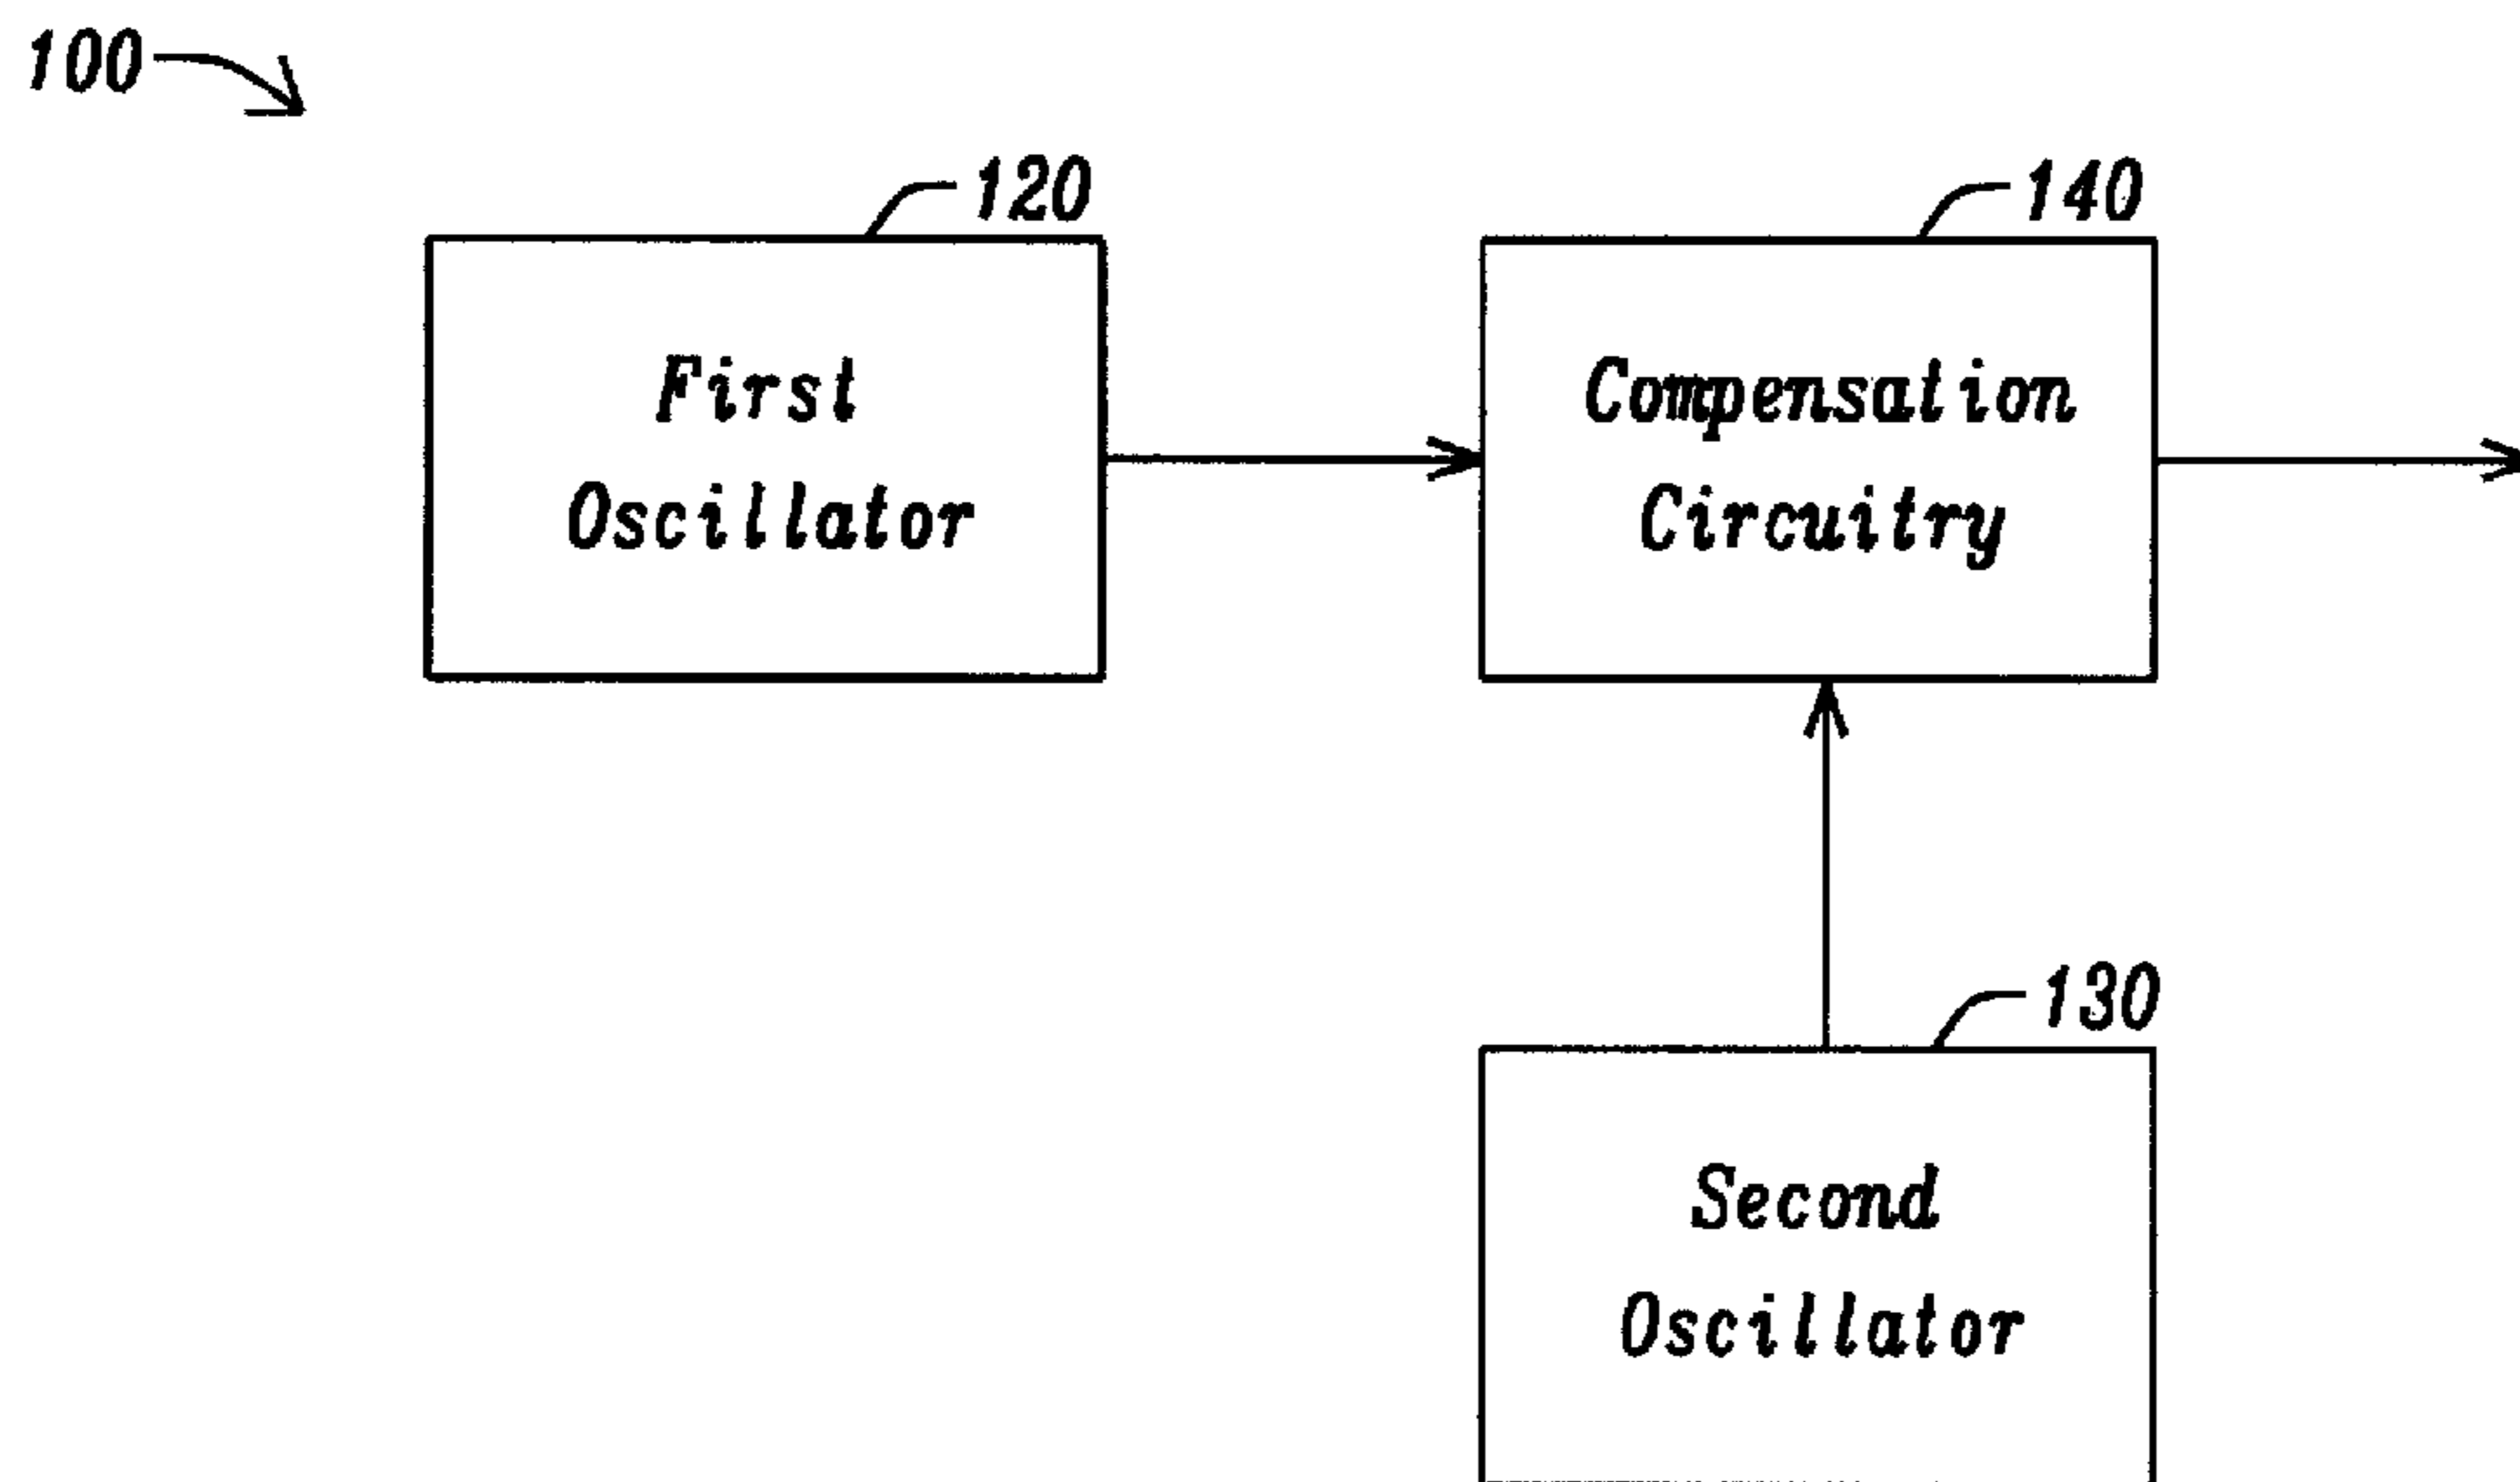 100
120
First
Oscillator
140
Compensation
Circuitry
130
Second
Oscillator